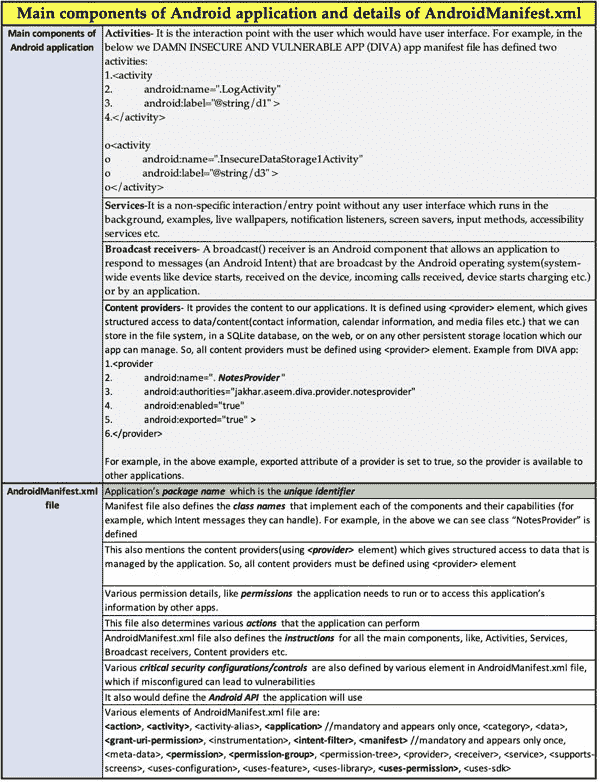 Main components of Android application and details of AndroidManifest.xml
Main components of
Android application
Activities- It is the interaction point with the user which would have user interface. For example, in the
below we DAMN INSECURE AND VULNERABLE APP (DIVA) app manifest file has defined two
activities:
1.<activity
2. android:name=".LogActivity"
3. android:label="@string/d1" >
4.</activity>
o<activity
o android:name=".InsecureDataStorage1Activity"
o android:label="@string/d3" >
o</activity>
Services-It is a non-specific interaction/entry point without any user interface which runs in the
background, examples, live wallpapers, notification listeners, screen savers, input methods, accessibility
services etc.
Broadcast receivers- A broadcast() receiver is an Android component that allows an application to
respond to messages (an Android Intent) that are broadcast by the Android operating system(system-
wide events like device starts, received on the device, incoming calls received, device starts charging etc.)
or by an application.
Content providers- It provides the content to our applications. It is defined using <provider> element, which gives
structured access to data/content(contact information, calendar information, and media files etc.) that we can
store in the file system, in a SQLite database, on the web, or on any other persistent storage location which our
app can manage. So, all content providers must be defined using <provider> element. Example from DIVA app:
1.<provider
2. android:name=". NotesProvider"
3. android:authorities="jakhar.aseem.diva.provider.notesprovider"
4. android:enabled="true"
5. android:exported="true" >
6.</provider>
For example, in the above example, exported attribute of a provider is set to true, so the provider is available to
other applications.
AndroidManifest.xml
file
Application's package name which is the unique identifier
Manifest file also defines the class names that implement each of the components and their capabilities (for
example, which Intent messages they can handle). For example, in the above we can see class "NotesProvider" is
defined
This also mentions the content providers(using <provider> element) which gives structured access to data that is
managed by the application. So, all content providers must be defined using <provider> element
Various permission details, like permissions the application needs to run or to access this application's
information by other apps.
This file also determines various actions that the application can perform
AndroidManifest.xml file also defines the instructions for all the main components, like, Activities, Services,
Broadcast receivers, Content providers etc.
Various critical security configurations/controls are also defined by various element in AndroidManifest.xml file,
which if misconfigured can lead to vulnerabilities
It also would define the Android API the application will use
Various elements of AndroidManifest.xml file are:
<action>, <activity>, <activity-alias>, <application> //mandatory and appears only once, <category>, <data>,
<grant-uri-permission>, <instrumentation>, <intent-filter>, <manifest> //mandatory and appears only once,
<meta-data>, <permission>, <permission-group>, <permission-tree>, <provider>, <receiver>, <service>, <supports-
screens>, <uses-configuration>, <uses-feature>, <uses-library>, <uses-permission>, <uses-sdk>